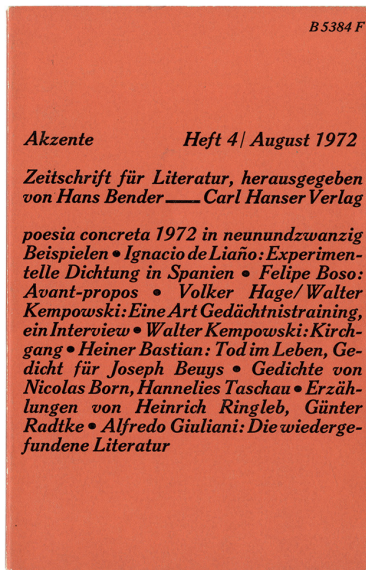 B 5384 F
Akzente Heft 4 | August 1972
Zeitschrift für Literatur, herausgegeben
von Hans Bender — Carl Hanser Verlag
poesia concreta 1972 in neunundzwanzig
Beispielen • Ignacio de Liaño: Experimen-
telle Dichtung in Spanien • Felipe Boso:
Avant-propos • Volker Hage/Walter
Kempowski: Eine Art Gedächtnistraining,
ein Interview • Walter Kempowski: Kirch-
gang • Heiner Bastian: Tod im Leben, Ge-
dicht für Joseph Beuys • Gedichte von
Nicolas Born, Hannelies Taschau • Erzäh-
lungen von Heinrich Ringleb, Günter
Radtke • Alfredo Giuliani: Die wiederge-
fundene Literatur